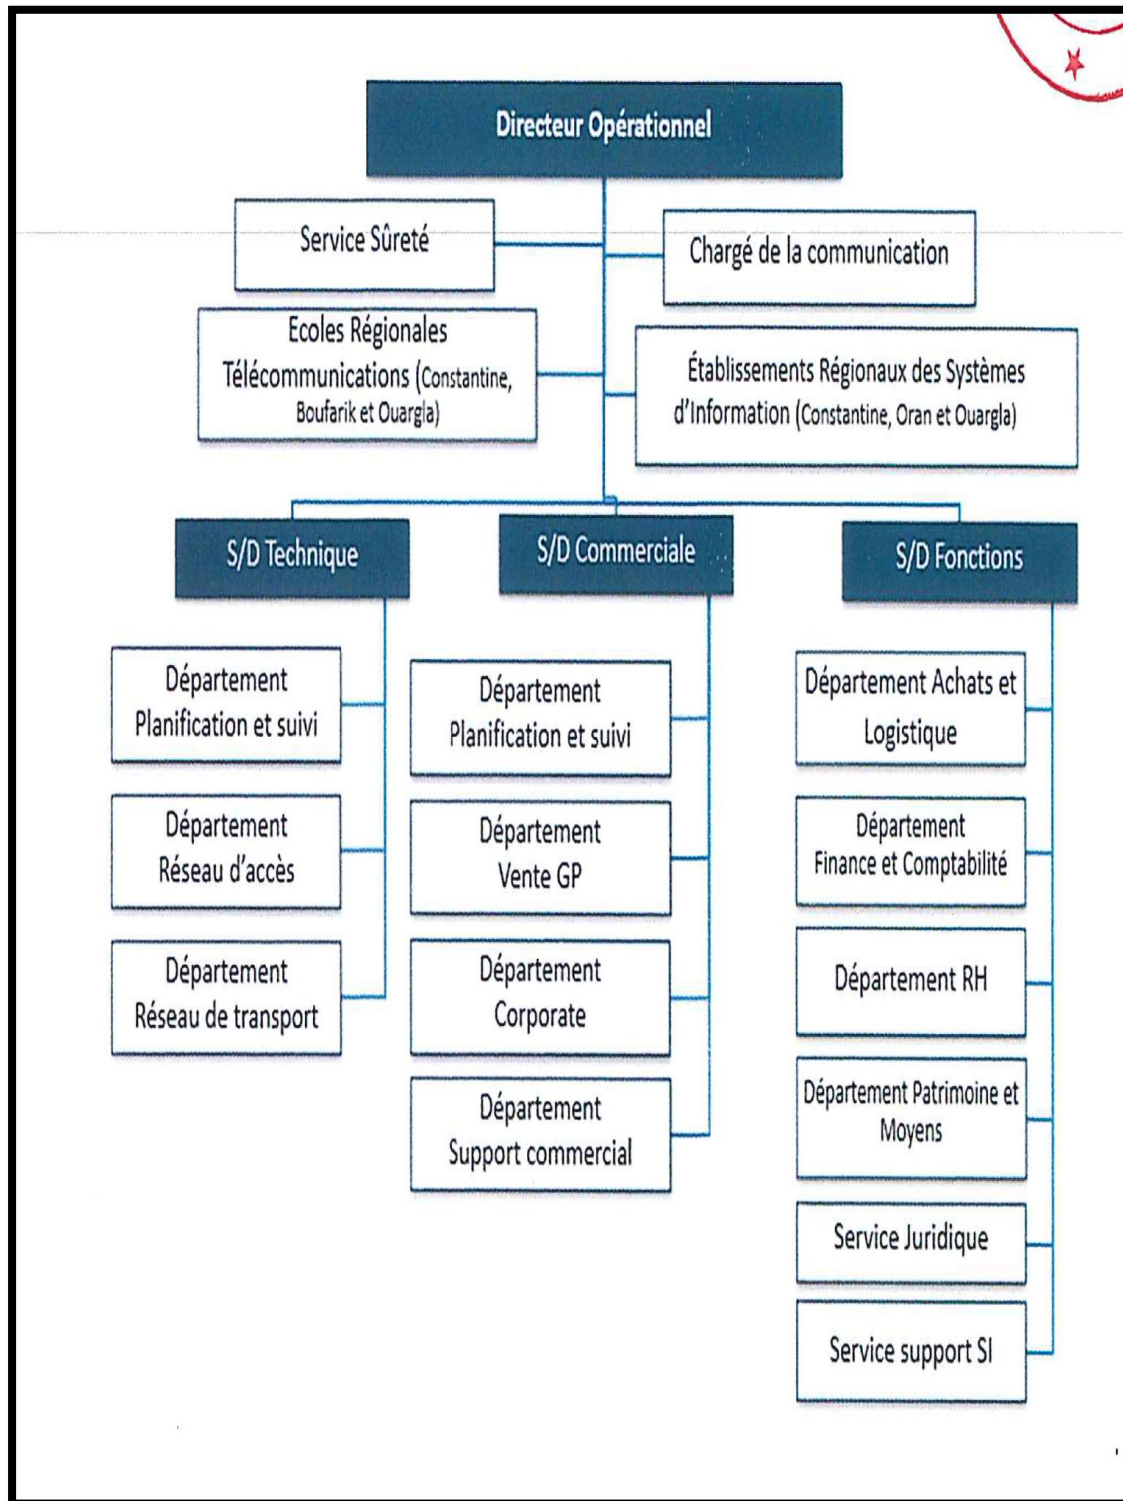 Directeur Opérationnel
Service Sûreté
Chargé de la communication
Ecoles Régionales
Télécommunications (Constantine,
Boufarik et Ouargla)
Établissements Régionaux des Systèmes
d'Information (Constantine, Oran et Ouargla)
S/D Technique
Département
Planification et suivi
Département
Réseau d'accès
Département
Réseau de transport
S/D Commerciale
Département
Planification et suivi
Département
Vente GP
Département
Corporate
Département
Support commercial
S/D Fonctions
Département Achats et
Logistique
Département
Finance et Comptabilité
Département RH
Département Patrimoine et
Moyens
Service Juridique
Service support SI